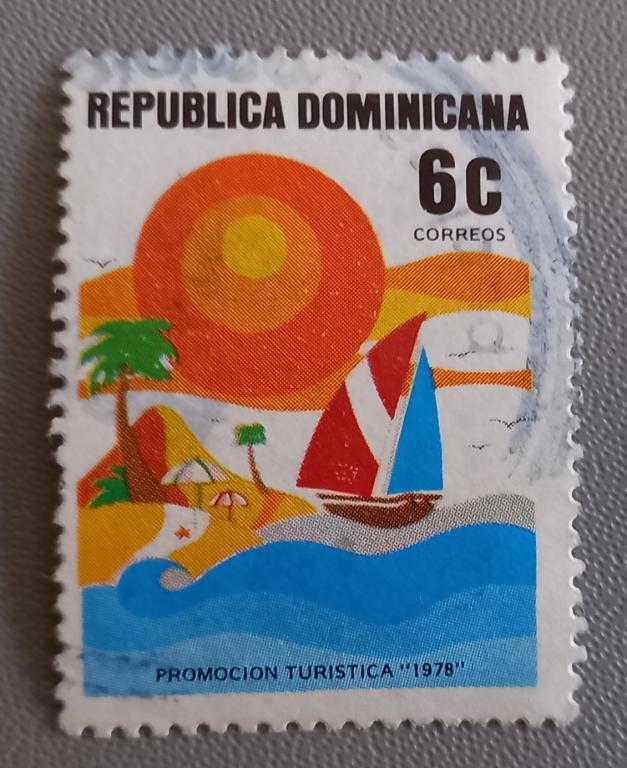 REPUBLICA DOMINICANA
6c
CORREOS
PROMOCION TURISTICA "1978"